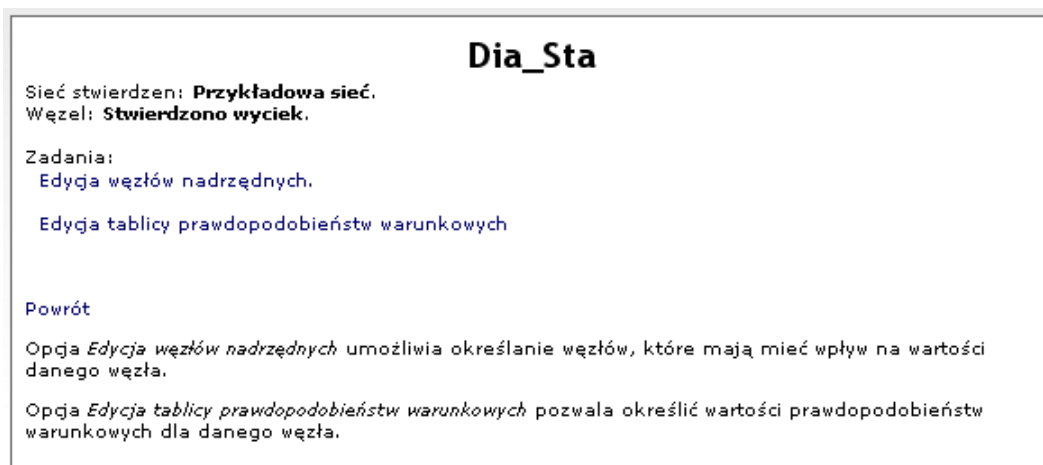 Dia_Sta
Sieć stwierdzen: Przykładowa sieć.
Węzel: Stwierdzono wyciek.
Zadania:
Edycja węzłów nadrzędnych.
Edycja tablicy prawdopodobieństw warunkowych
Powrót
Opcja Edycja węzłów nadrzędnych umożliwia określanie węzłów, które mają mieć wpływ na wartości
danego węzła.
Opcja Edycja tablicy prawdopodobieństw warunkowych pozwala określić wartości prawdopodobieństw
warunkowych dla danego węzła.